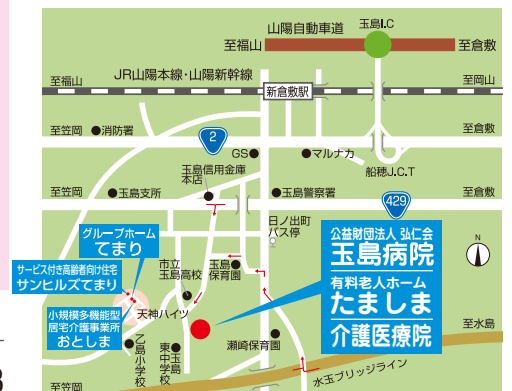 山陽自動車道
玉島I.C
至福山
至倉敷
JR山陽本線・山陽新幹線
至福山
至岡山
新倉敷駅
至笠岡
消防署
2
至倉敷
GS
マルナカ
船穂J.C.T
玉島信用金庫
本店
至笠岡
玉島支所
玉島警察署
至倉敷
429
日ノ出町
バス停
グループホーム
てまり
サービス付き高齢者向け住宅
サンヒルズてまり
小規模多機能型
居宅介護事業所
おとしま
市立
玉島高校
玉島
保育園
公益財団法人 弘仁会
玉島病院
有料老人ホーム
たましま
介護医療院
N
天神ハイツ
至水島
乙島小学校
玉島
東中学校
瀬崎保育園
水玉ブリッジライン
至笠岡